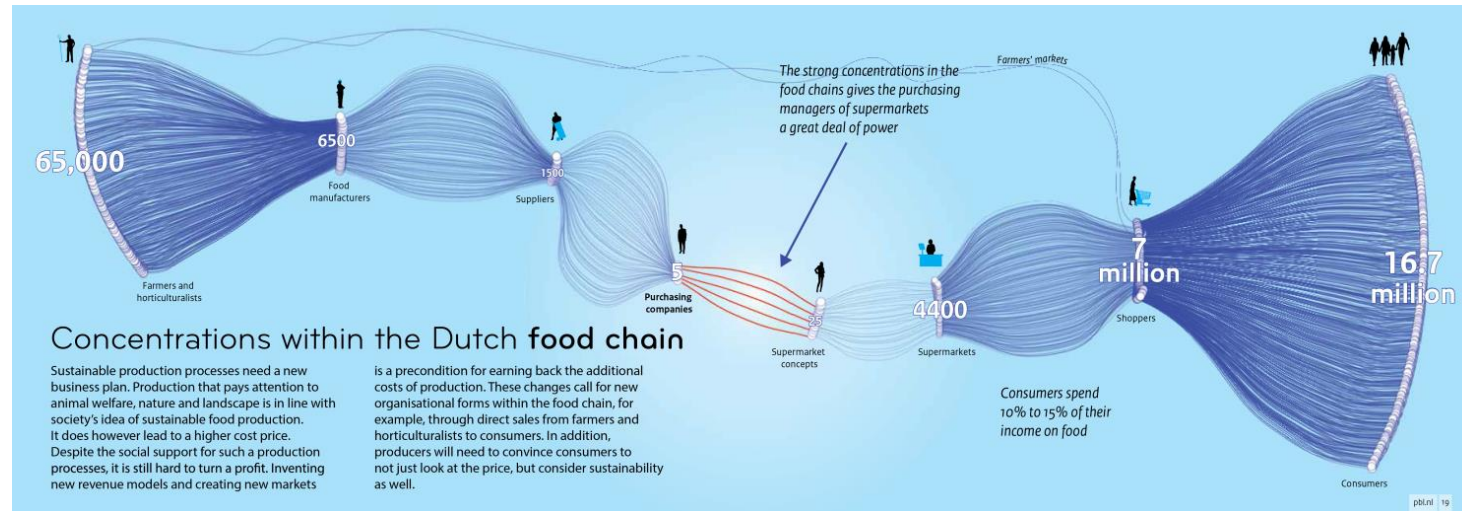 Farmers' markets
The strong concentrations in the
food chains gives the purchasing
managers of supermarkets
a great deal of power
65,000
Farmers and
horticulturalists
6500
Food
manufacturers
1500
Suppliers
5
Purchasing
companies
25
Supermarket
concepts
4400
Supermarkets
7
million
Shoppers
16.7
million
Consumers
Consumers spend
10% to 15% of their
income on food
Concentrations within the Dutch food chain
Sustainable production processes need a new
business plan. Production that pays attention to
animal welfare, nature and landscape is in line with
society's idea of sustainable food production.
It does however lead to a higher cost price.
Despite the social support for such a production
processes, it is still hard to turn a profit. Inventing
new revenue models and creating new markets
is a precondition for earning back the additional
costs of production. These changes call for new
organisational forms within the food chain, for
example, through direct sales from farmers and
horticulturalists to consumers. In addition,
producers will need to convince consumers to
not just look at the price, but consider sustainability
as well.
pbl.nl | 19